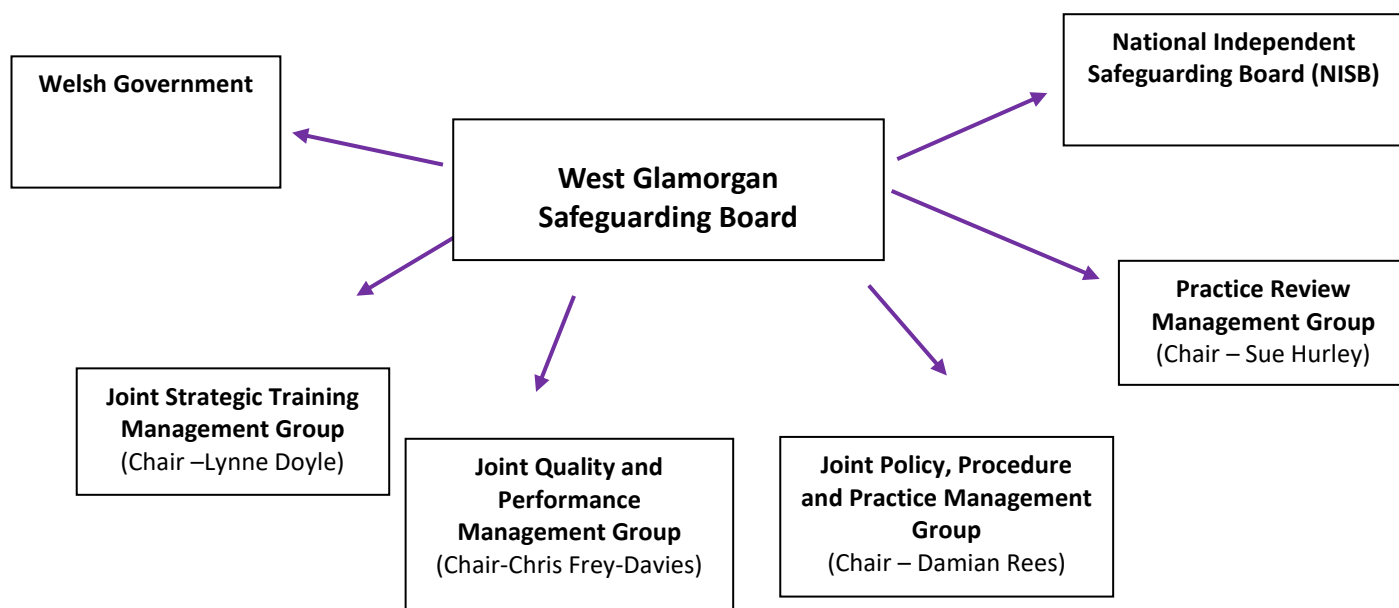 Welsh Government
National Independent
Safeguarding Board (NISB)
West Glamorgan
Safeguarding Board
Practice Review
Management Group
(Chair – Sue Hurley)
Joint Strategic Training
Management Group
(Chair –Lynne Doyle)
Joint Quality and
Performance
Management Group
(Chair-Chris Frey-Davies)
Joint Policy, Procedure
and Practice Management
Group
(Chair – Damian Rees)